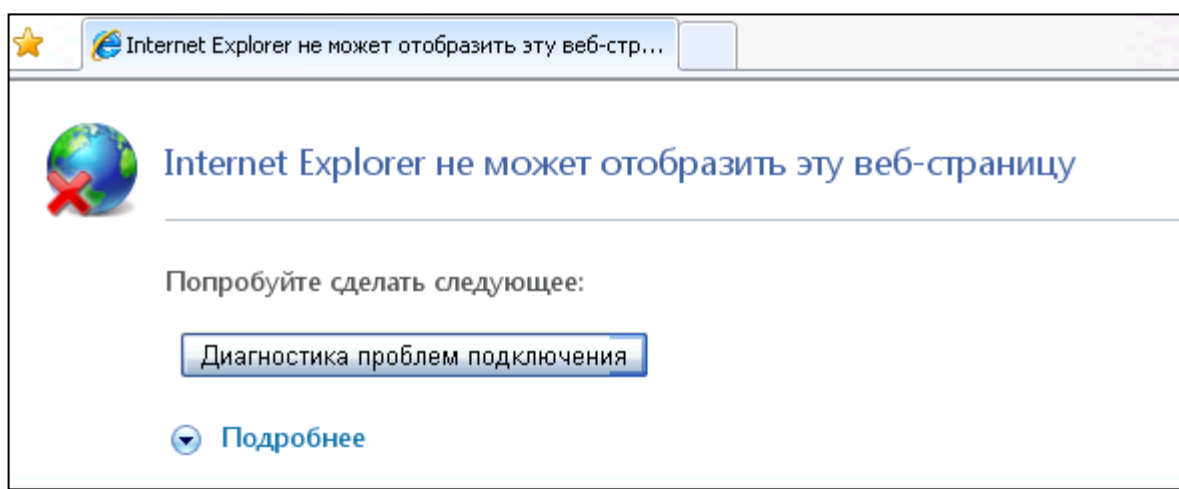 Internet Explorer не может отобразить эту веб-стр...
Internet Explorer не может отобразить эту веб-страницу
Попробуйте сделать следующее:
Диагностика проблем подключения
Подробнее